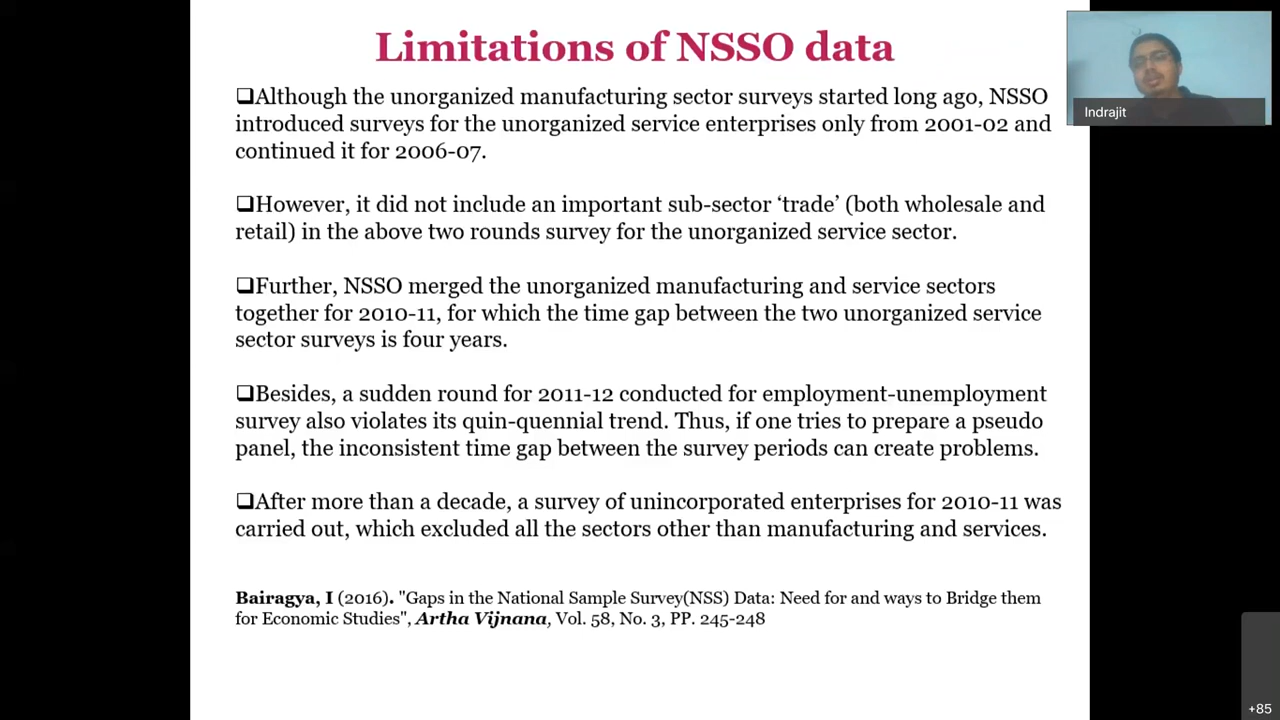 Limitations of NSSO data
❑Although the unorganized manufacturing sector surveys started long ago, NSSO
introduced surveys for the unorganized service enterprises only from 2001-02 and
continued it for 2006-07.
❑However, it did not include an important sub-sector ‘trade’ (both wholesale and
retail) in the above two rounds survey for the unorganized service sector.
❑Further, NSSO merged the unorganized manufacturing and service sectors
together for 2010-11, for which the time gap between the two unorganized service
sector surveys is four years.
❑Besides, a sudden round for 2011-12 conducted for employment-unemployment
survey also violates its quin-quennial trend. Thus, if one tries to prepare a pseudo
panel, the inconsistent time gap between the survey periods can create problems.
❑After more than a decade, a survey of unincorporated enterprises for 2010-11 was
carried out, which excluded all the sectors other than manufacturing and services.
Bairagya, I (2016). "Gaps in the National Sample Survey(NSS) Data: Need for and ways to Bridge them
for Economic Studies", Artha Vijnana, Vol. 58, No. 3, PP. 245-248
Indrajit
+85